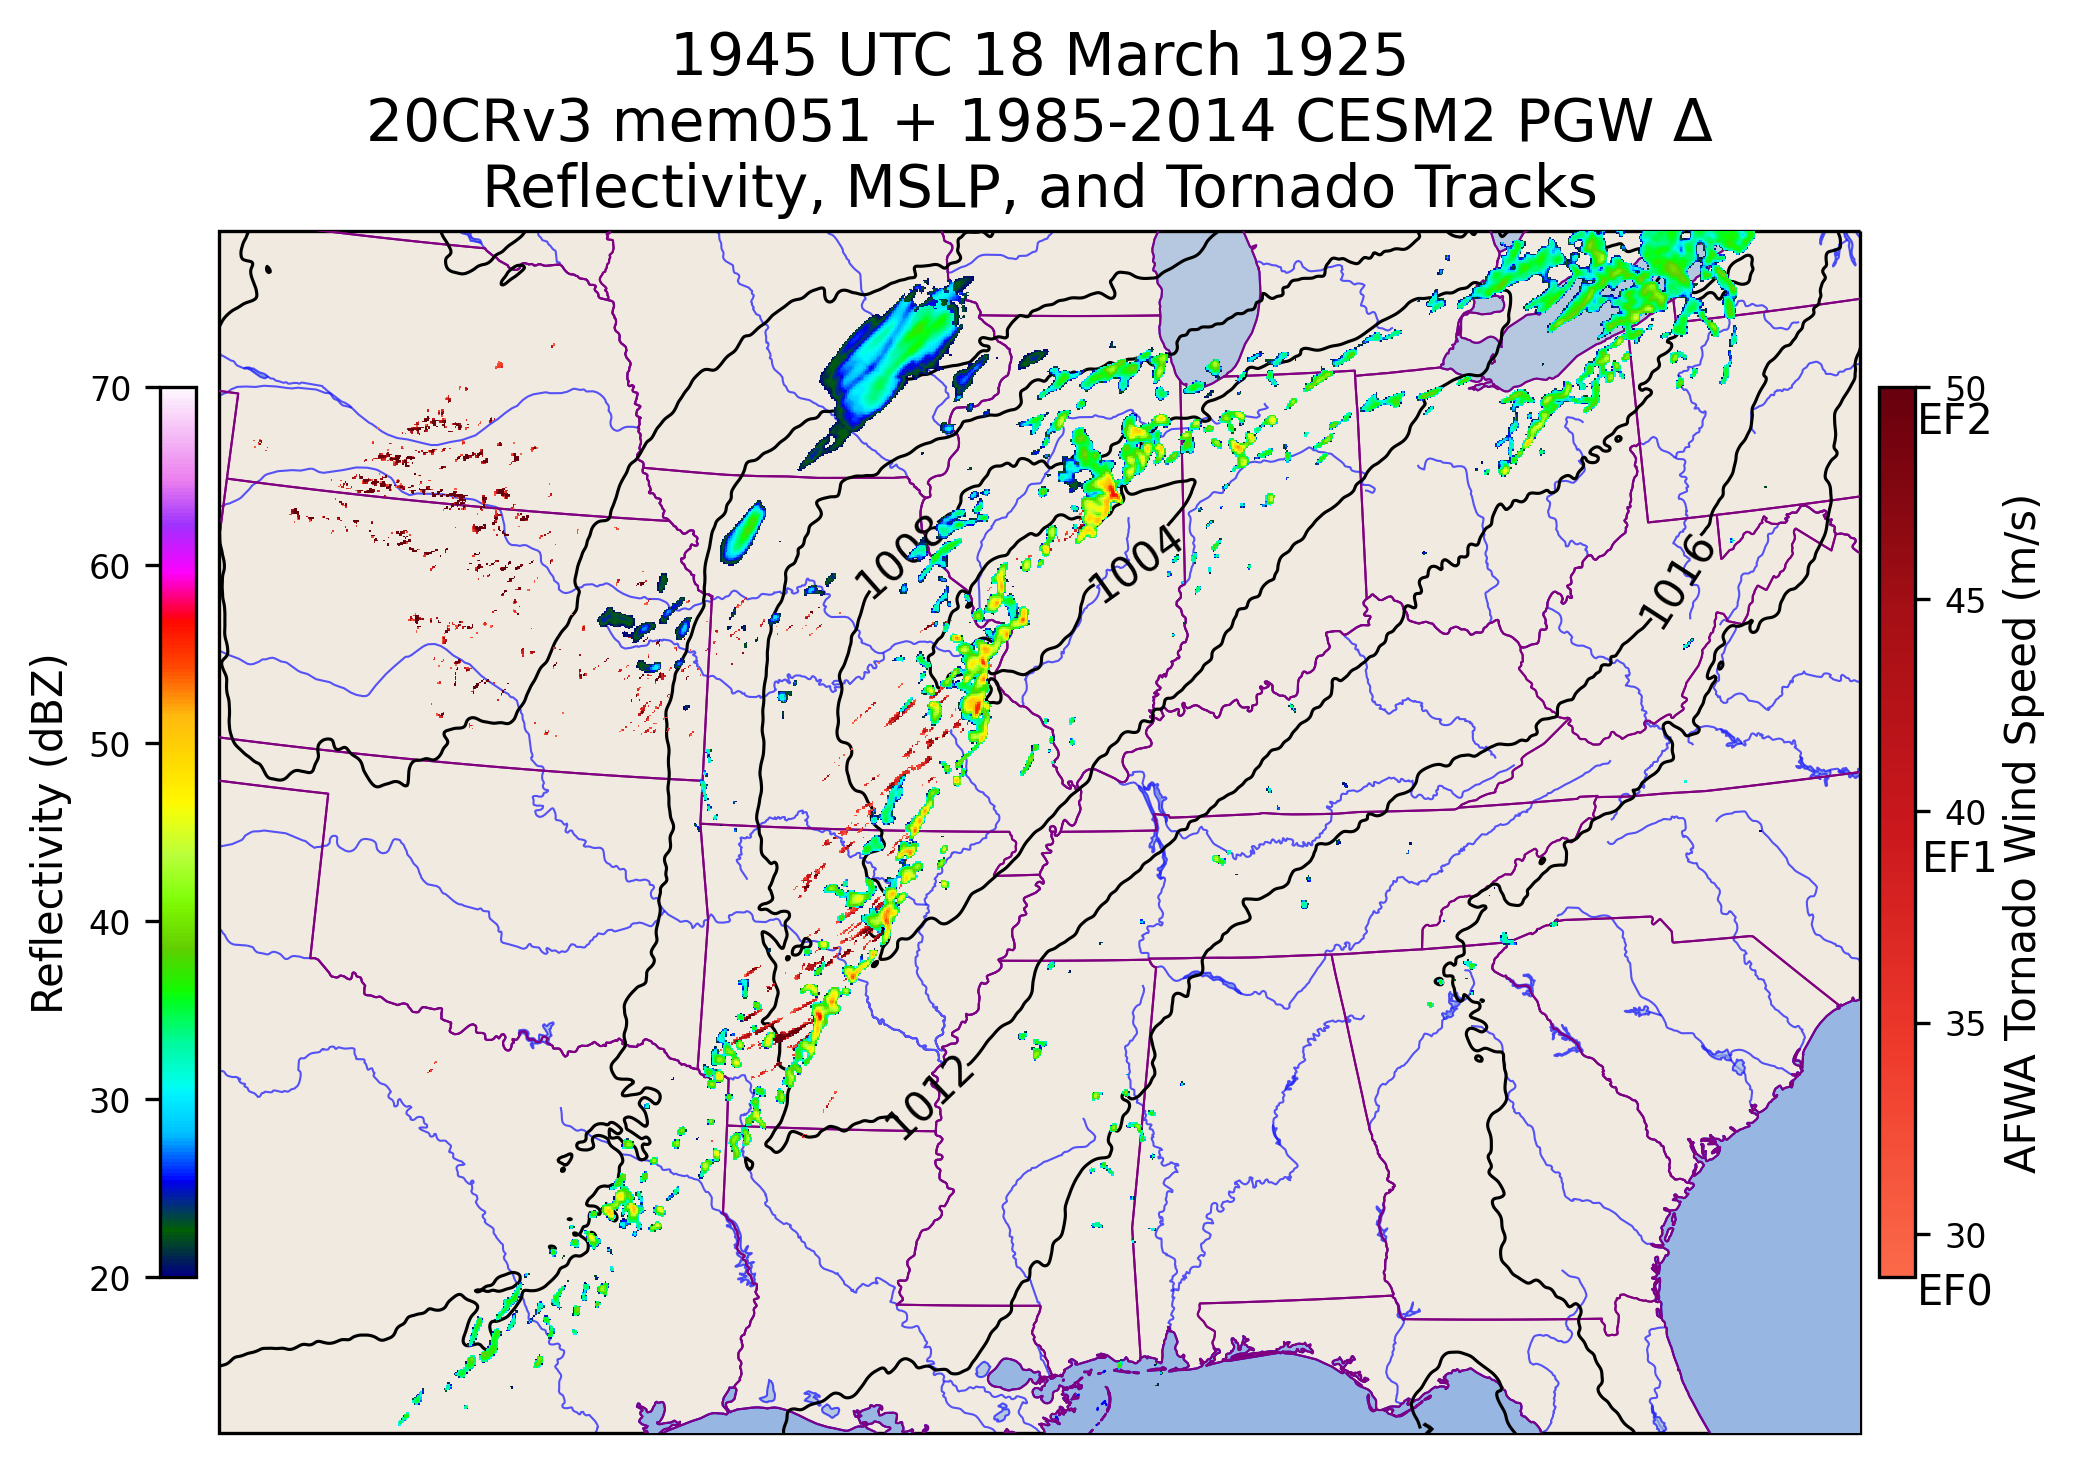 1945 UTC 18 March 1925
20CRv3 mem051 + 1985-2014 CESM2 PGW Δ
Reflectivity, MSLP, and Tornado Tracks
70
60
50
40
30
20
Reflectivity (dBZ)
1008
1004
1016
1012
50
EF2
45
40
EF1
35
30
EF0
AFWA Tornado Wind Speed (m/s)